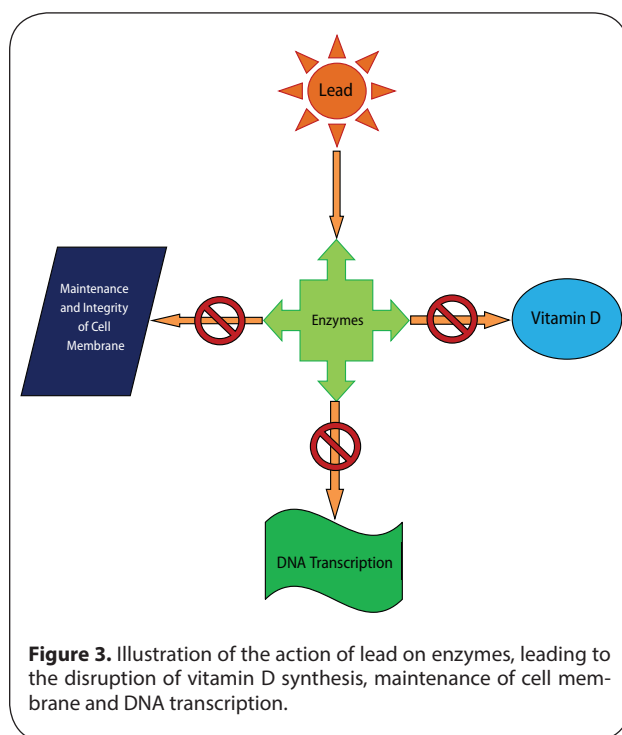 Lead
Maintenance
and Integrity
of Cell
Membrane
Enzymes
Vitamin D
DNA Transcription
Figure 3. Illustration of the action of lead on enzymes, leading to
the disruption of vitamin D synthesis, maintenance of cell mem-
brane and DNA transcription.